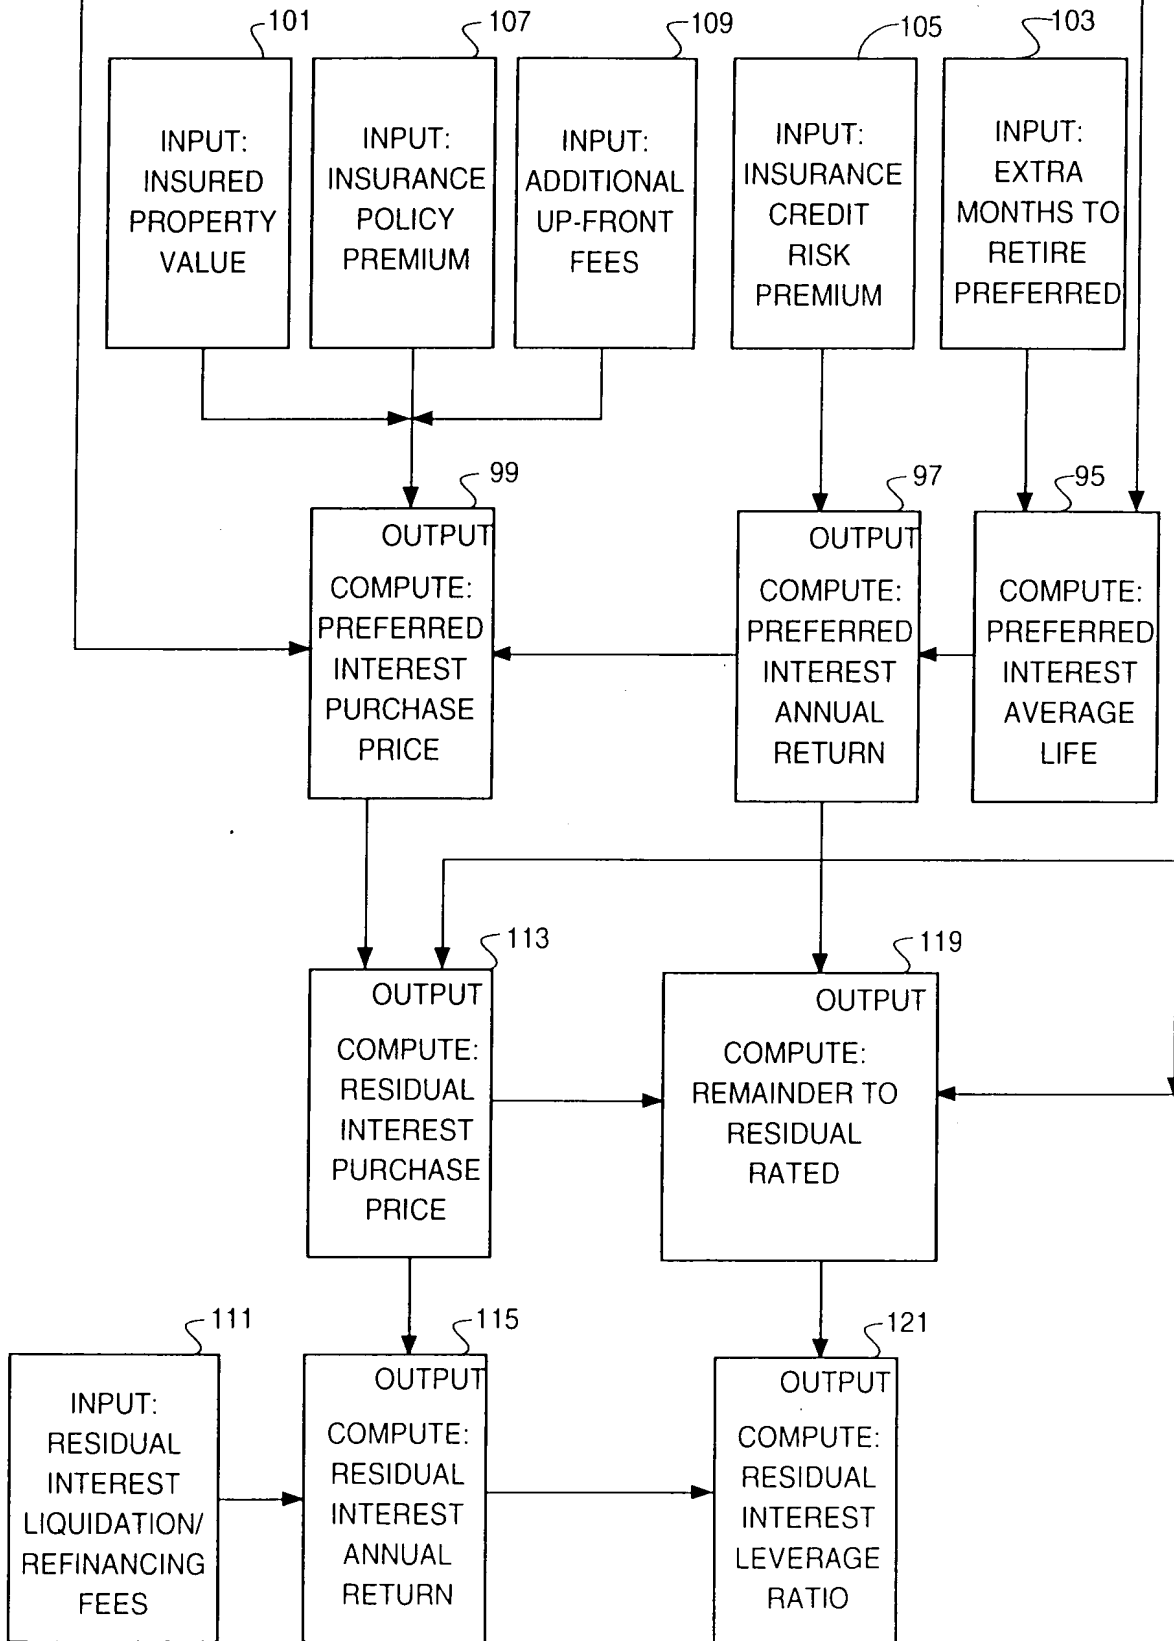 101
INPUT:
INSURED
PROPERTY
VALUE
107
INPUT:
INSURANCE
POLICY
PREMIUM
109
INPUT:
ADDITIONAL
UP-FRONT
FEES
105
INPUT:
INSURANCE
CREDIT
RISK
PREMIUM
103
INPUT:
EXTRA
MONTHS TO
RETIRE
PREFERRED
99
OUTPUT
COMPUTE:
PREFERRED
INTEREST
PURCHASE
PRICE
97
OUTPUT
COMPUTE:
PREFERRED
INTEREST
ANNUAL
RETURN
95
COMPUTE:
PREFERRED
INTEREST
AVERAGE
LIFE
113
OUTPUT
COMPUTE:
RESIDUAL
INTEREST
PURCHASE
PRICE
119
OUTPUT
COMPUTE:
REMAINDER TO
RESIDUAL
RATED
111
INPUT:
RESIDUAL
INTEREST
LIQUIDATION/
REFINANCING
FEES
115
OUTPUT
COMPUTE:
RESIDUAL
INTEREST
ANNUAL
RETURN
121
OUTPUT
COMPUTE:
RESIDUAL
INTEREST
LEVERAGE
RATIO